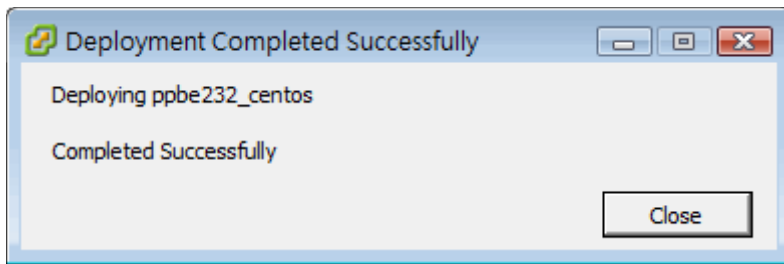 Deployment Completed Successfully
Deploying ppbe232_centos
Completed Successfully
Close